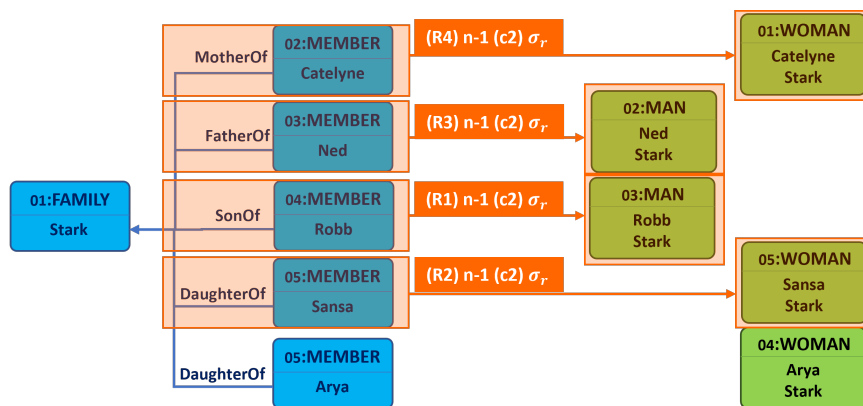 02:MEMBER
Catelyne
MotherOf
(R4) n-1 (c2) σr
01:WOMAN
Catelyne
Stark
03:MEMBER
Ned
FatherOf
(R3) n-1 (c2) σr
02:MAN
Ned
Stark
01:FAMILY
Stark
04:MEMBER
Robb
SonOf
(R1) n-1 (c2) σr
03:MAN
Robb
Stark
05:MEMBER
Sansa
DaughterOf
(R2) n-1 (c2) σr
05:WOMAN
Sansa
Stark
05:MEMBER
Arya
DaughterOf
04:WOMAN
Arya
Stark